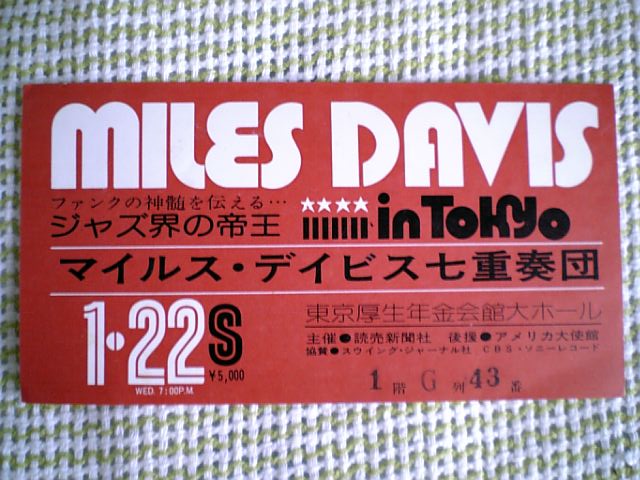 MILES DAVIS
ファンクの神髄を伝える…
ジャズ界の帝王 in Tokyo
マイルス・デイビス七重奏団
1・22 S
WED. 7:00P.M.
¥5,000
東京厚生年金会館大ホール
主催●読売新聞社 後援●アメリカ大使館
協賛●スウイング・ジャーナル社 CBS・ソニーレコード
1階 G列 43番